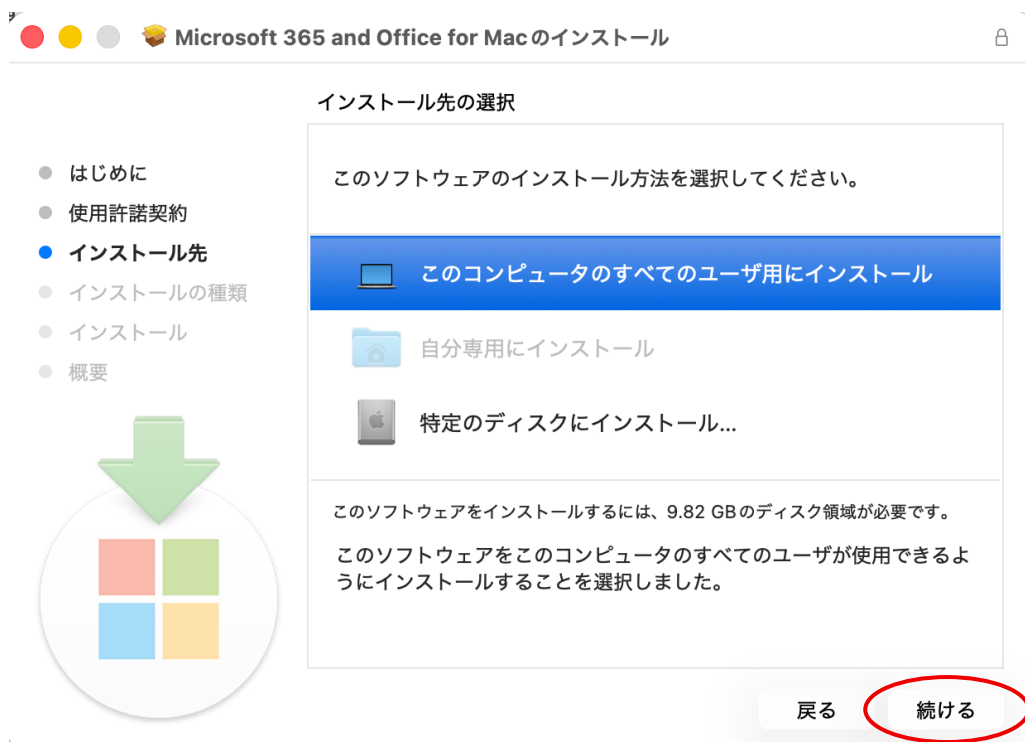 Microsoft 365 and Office for Macのインストール
インストール先の選択
はじめに
使用許諾契約
インストール先
インストールの種類
インストール
概要
このソフトウェアのインストール方法を選択してください。
このコンピュータのすべてのユーザ用にインストール
自分専用にインストール
特定のディスクにインストール...
このソフトウェアをインストールするには、9.82 GBのディスク領域が必要です。
このソフトウェアをこのコンピュータのすべてのユーザが使用できるよ
うにインストールすることを選択しました。
戻る
続ける